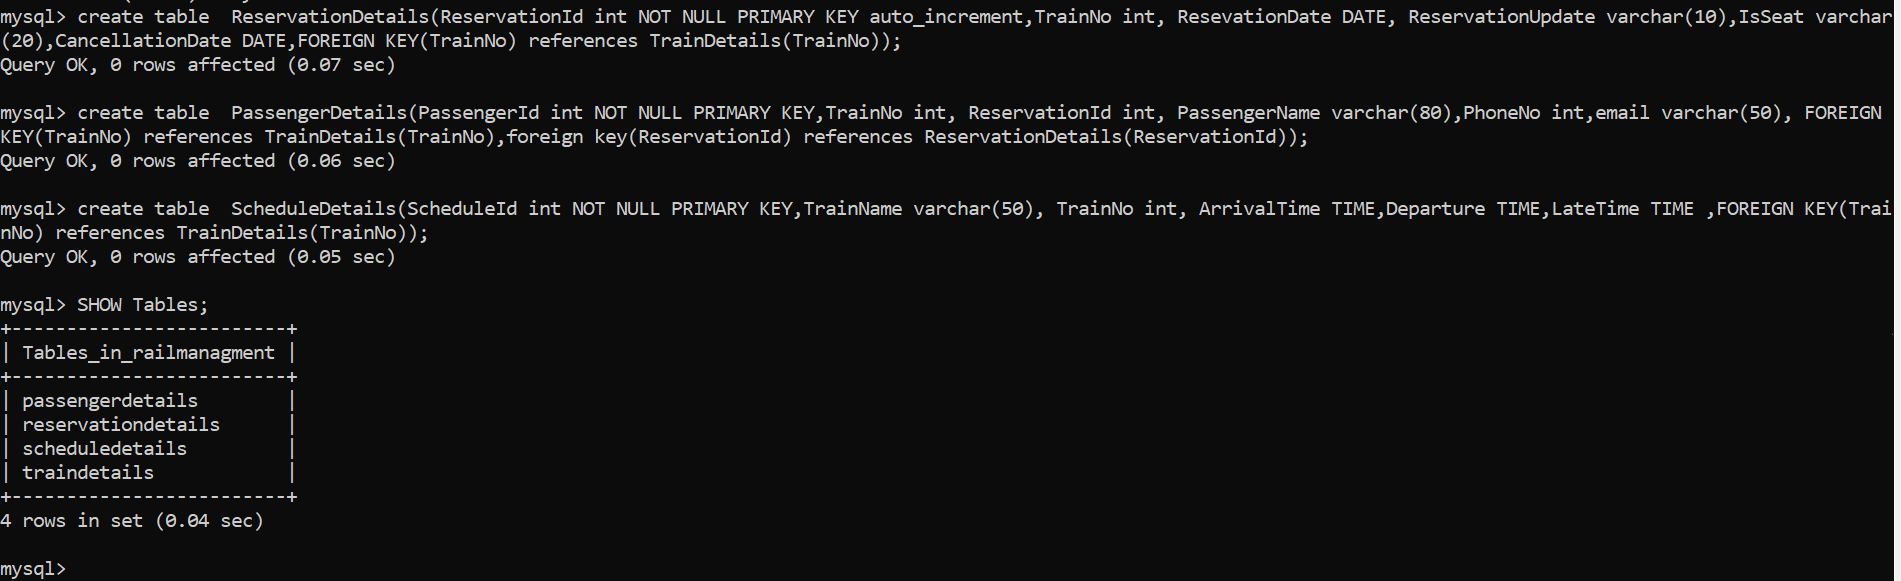 mysql> create table  ReservationDetails(ReservationId int NOT NULL PRIMARY KEY auto_increment,TrainNo int, ResevationDate DATE, ReservationUpdate varchar(10),IsSeat varchar
(20),CancellationDate DATE,FOREIGN KEY(TrainNo) references TrainDetails(TrainNo));
Query OK, 0 rows affected (0.07 sec)
mysql> create table  PassengerDetails(PassengerId int NOT NULL PRIMARY KEY,TrainNo int, ReservationId int, PassengerName varchar(80),PhoneNo int,email varchar(50), FOREIGN
KEY(TrainNo) references TrainDetails(TrainNo),foreign key(ReservationId) references ReservationDetails(ReservationId));
Query OK, 0 rows affected (0.06 sec)
mysql> create table  ScheduleDetails(ScheduleId int NOT NULL PRIMARY KEY,TrainName varchar(50), TrainNo int, ArrivalTime TIME,Departure TIME,LateTime TIME ,FOREIGN KEY(Trai
nNo) references TrainDetails(TrainNo));
Query OK, 0 rows affected (0.05 sec)
mysql> SHOW Tables;
+-------------------------+
| Tables_in_railmanagment |
+-------------------------+
| passengerdetails        |
| reservationdetails      |
| scheduledetails         |
| traindetails            |
+-------------------------+
4 rows in set (0.04 sec)
mysql>